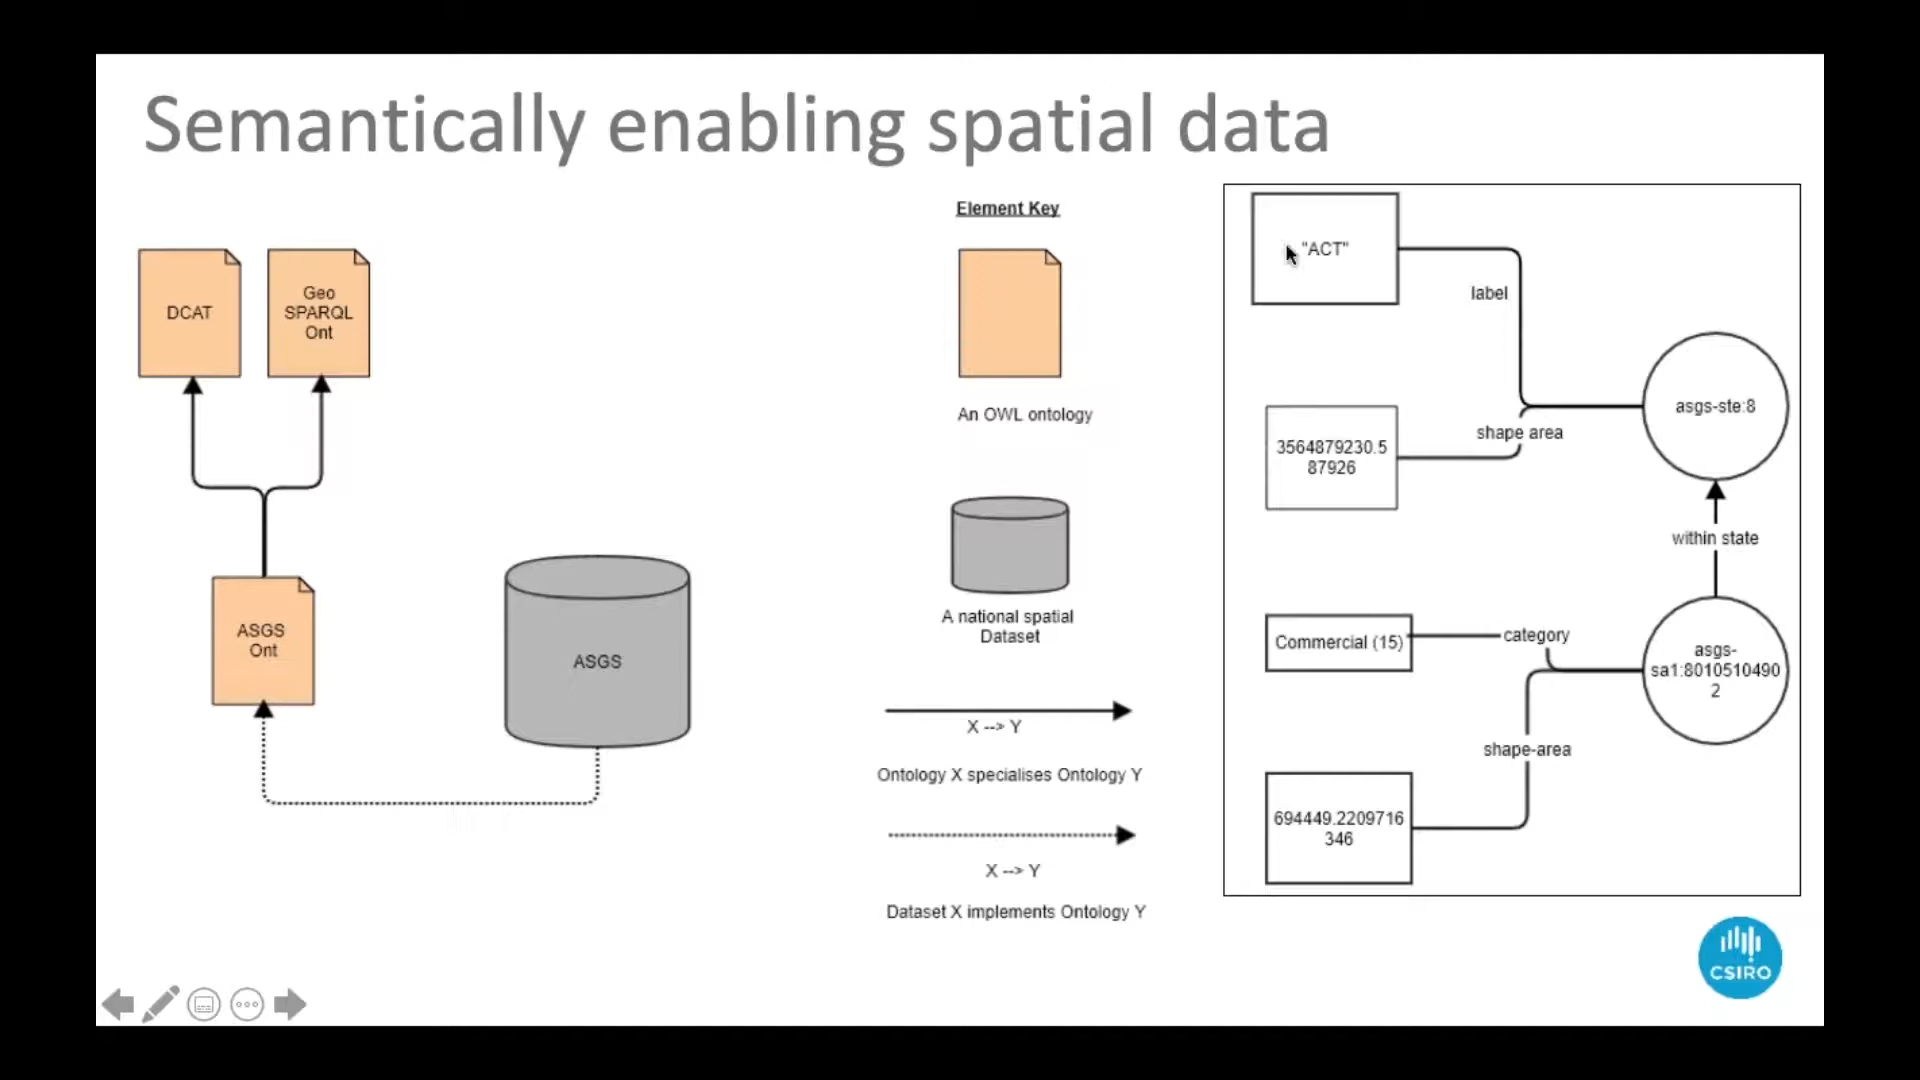 Semantically enabling spatial data
DCAT
Geo
SPARQL
Ont
ASGS
Ont
ASGS
Element Key
An OWL ontology
A national spatial
Dataset
X --> Y
Ontology X specialises Ontology Y
X --> Y
Dataset X implements Ontology Y
"ACT"
label
asgs-ste:8
3564879230.5
87926
shape area
within state
Commercial (15)
category
asgs-
sa1:8010510490
2
shape-area
694449.2209716
346
CSIRO